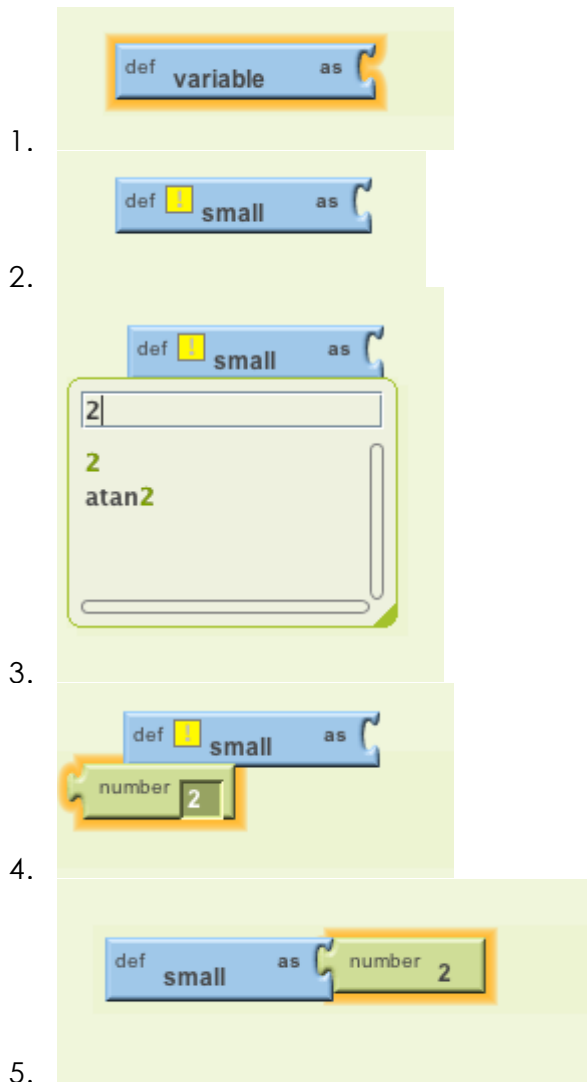 def variable as
1.
def ! small as
2.
def ! small as
2
2
atan2
3.
def ! small as
number 2
4.
def small as number 2
5.